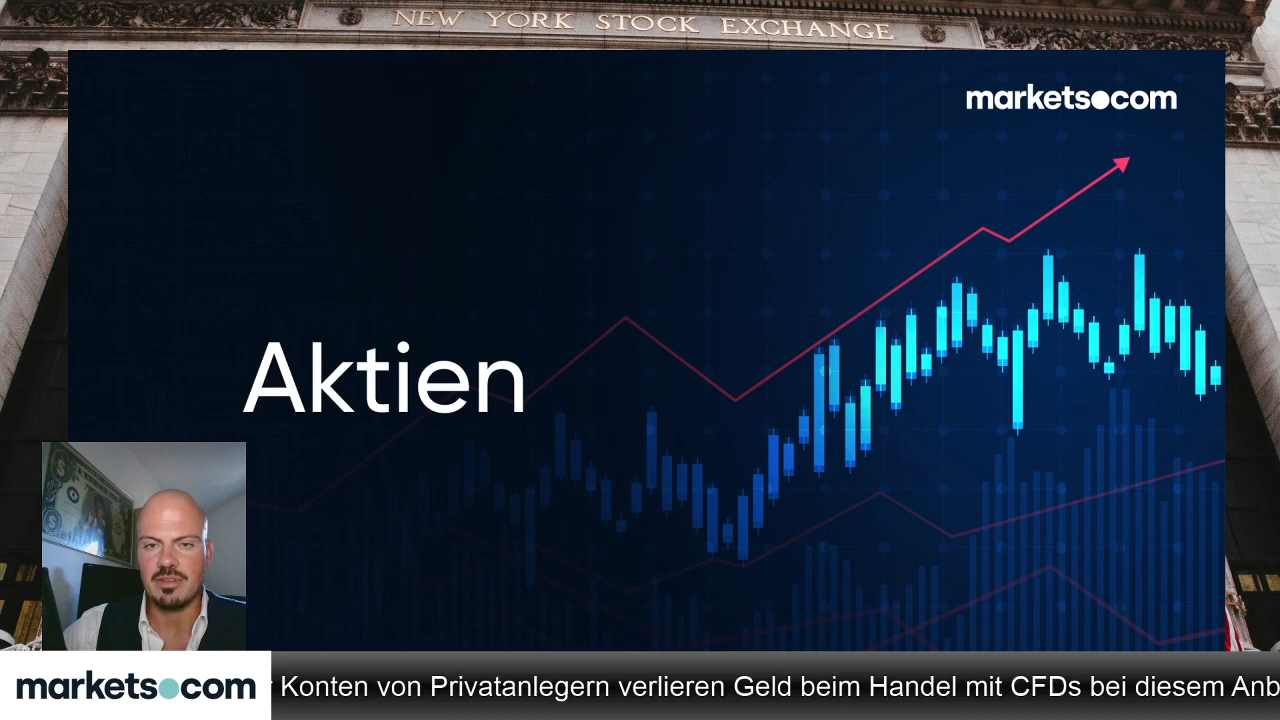 NEW YORK STOCK EXCHANGE
markets.com
Aktien
markets.com
Konten von Privatanlegern verlieren Geld beim Handel mit CFDs bei diesem